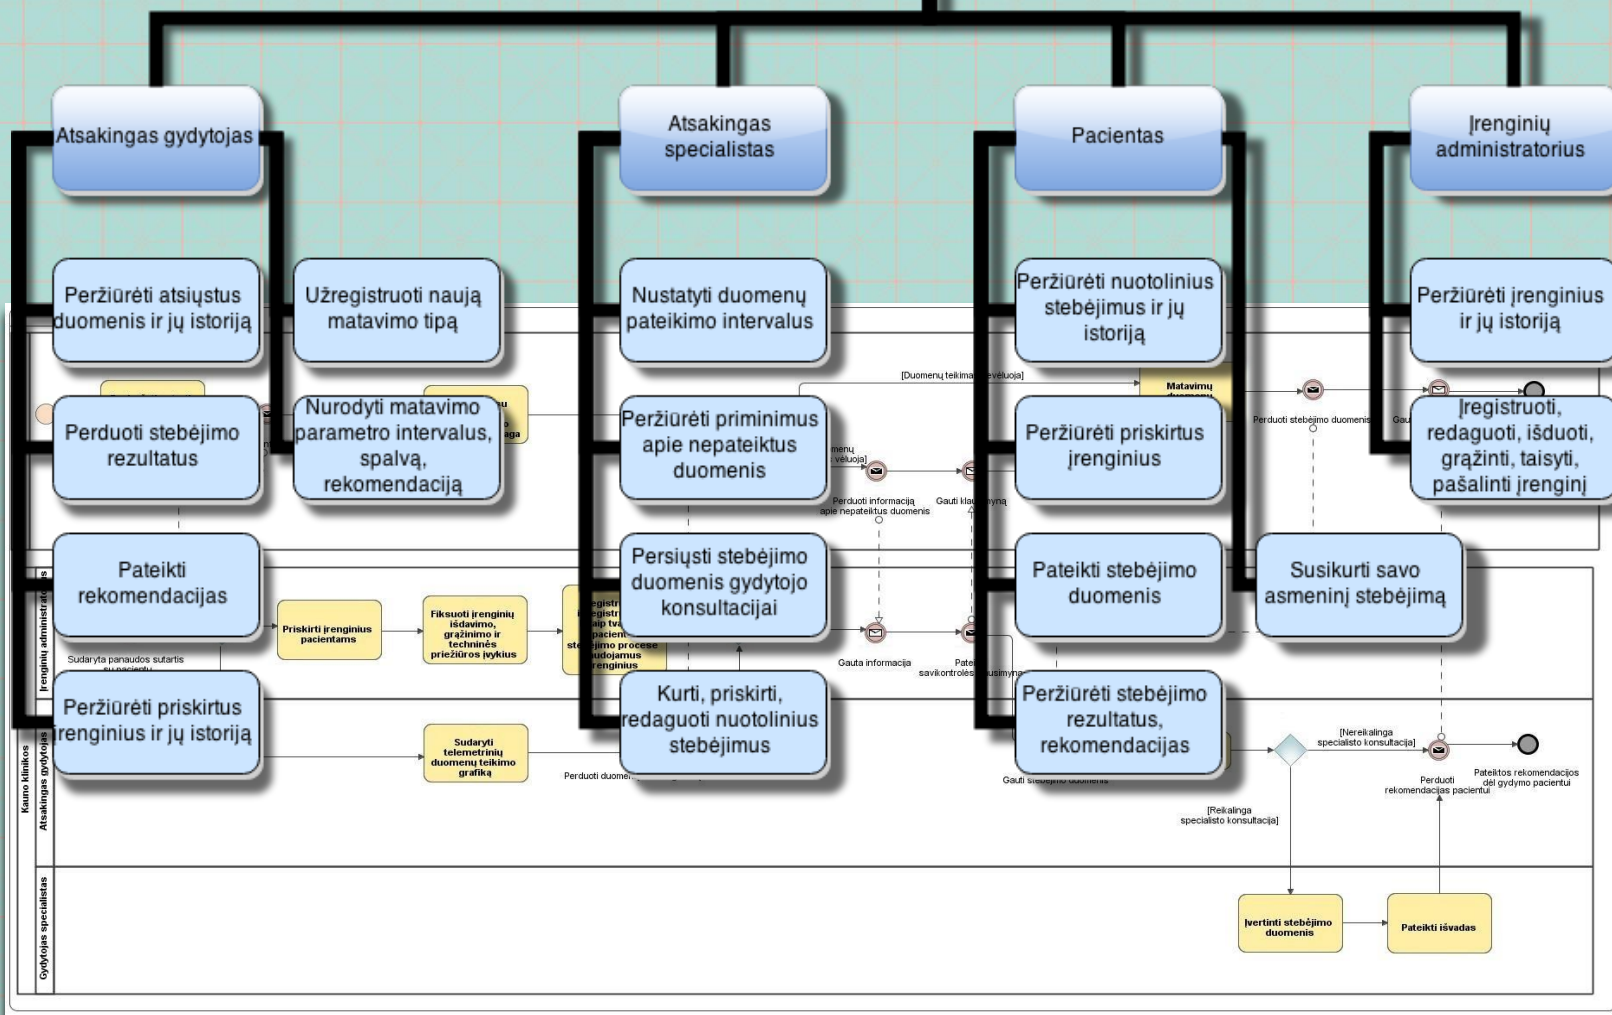 Atsakingas gydytojas
Atsakingas
specialistas
Pacientas
Įrenginių
administratorius
Peržiūrėti atsiųstus
duomenis ir jų istoriją
Užregistruoti naują
matavimo tipą
Nustatyti duomenų
pateikimo intervalus
Peržiūrėti nuotolinius
stebėjimus ir jų
istoriją
Peržiūrėti įrenginius
ir jų istoriją
[Duomenų
Matavimų
Perduoti stebėjimo duomenis
Perduoti stebėjimo
rezultatus
Nurodyti matavimo
parametro intervalus,
spalvą,
rekomendaciją
Peržiūrėti priminimus
apie nepateiktus
duomenis
vėluoja]
Perduoti informaciją
apie nepateiktus duomenis
Gauti
Peržiūrėti priskirtus
įrenginius
Įregistruoti,
redaguoti, išduoti,
grąžinti, taisyti,
pašalinti įrenginį
Pateikti
rekomendacijas
Persiųsti stebėjimo
duomenis gydytojo
konsultacijai
Pateikti stebėjimo
duomenis
Susikurti savo
asmeninį stebėjimą
Priskirti įrenginius
pacientams
Fiksuoti įrenginių
išdavimo,
grąžinimo ir
techninės
priežiūros įvykius
Sudaryta panaudos sutartis
Gauta informacija
Peržiūrėti priskirtus
įrenginius ir jų istoriją
Kurti, priskirti,
redaguoti nuotolinius
stebėjimus
Peržiūrėti stebėjimo
rezultatus,
rekomendacijas
Kauno klinikos
Atsakingas gydytojas
Sudaryti
telemetrinių
duomenų teikimo
grafiką
Perduoti
Gauti stebėjimo duomenis
[Nereikalinga
specialisto konsultacija]
Perduoti
rekomendacijas pacientui
Pateiktos rekomendacijos
dėl gydymo pacientui
[Reikalinga
specialisto konsultacija]
Gydytojas specialistas
Įvertinti stebėjimo
duomenis
Pateikti išvadas